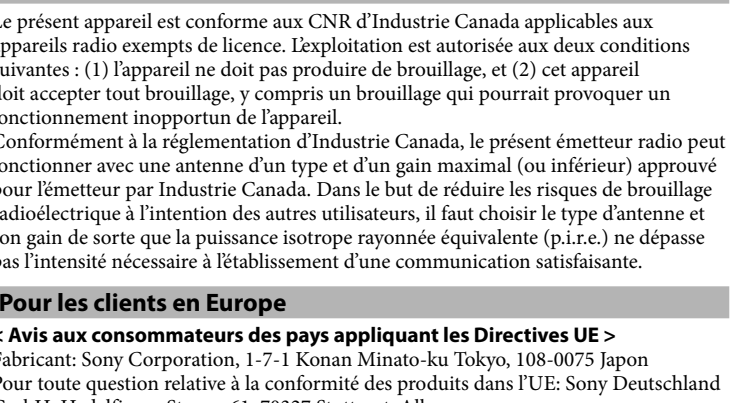 Le présent appareil est conforme aux CNR d'Industrie Canada applicables aux
appareils radio exempts de licence. L'exploitation est autorisée aux deux conditions
suivantes : (1) l'appareil ne doit pas produire de brouillage, et (2) cet appareil
doit accepter tout brouillage, y compris un brouillage qui pourrait provoquer un
fonctionnement inopportun de l'appareil.
Conformément à la réglementation d'Industrie Canada, le présent émetteur radio peut
fonctionner avec une antenne d'un type et d'un gain maximal (ou inférieur) approuvé
pour l'émetteur par Industrie Canada. Dans le but de réduire les risques de brouillage
radioélectrique à l'intention des autres utilisateurs, il faut choisir le type d'antenne et
son gain de sorte que la puissance isotrope rayonnée équivalente (p.i.r.e.) ne dépasse
pas l'intensité nécessaire à l'établissement d'une communication satisfaisante.
Pour les clients en Europe
< Avis aux consommateurs des pays appliquant les Directives UE >
Fabricant: Sony Corporation, 1-7-1 Konan Minato-ku Tokyo, 108-0075 Japon
Pour toute question relative à la conformité des produits dans l'UE: Sony Deutschland